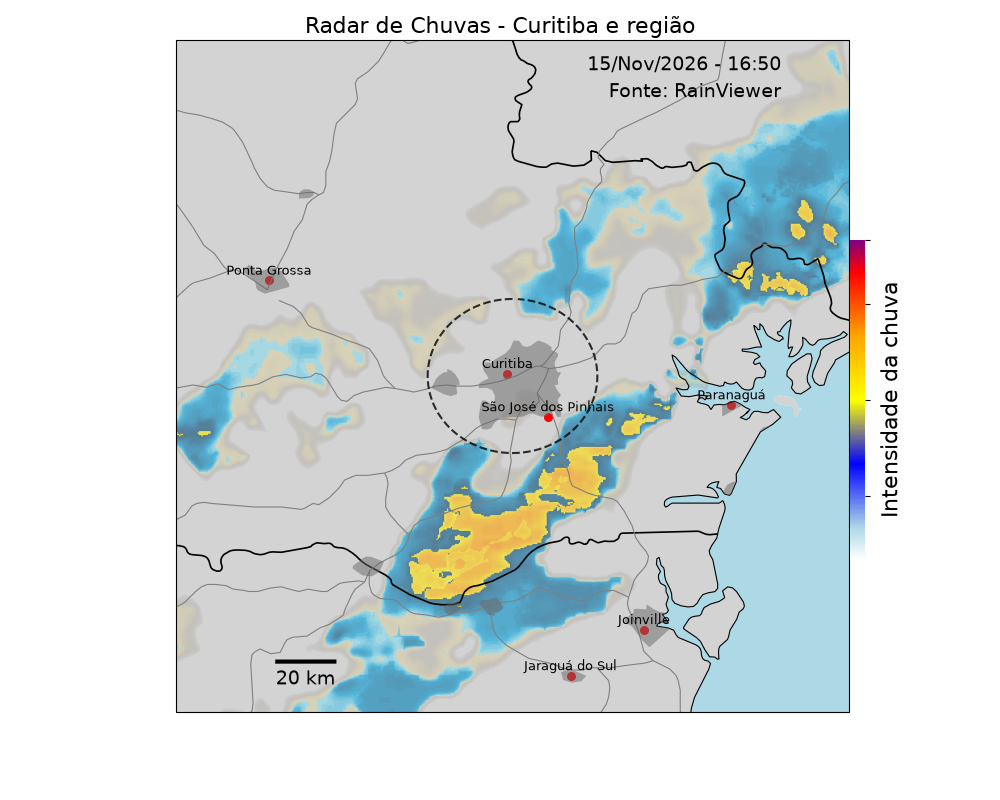 Radar de Chuvas - Curitiba e região
15/Nov/2026 - 16:50
Fonte: RainViewer
Ponta Grossa
Curitiba
São José dos Pinhais
Paranaguá
Intensidade da chuva
Joinville
Jaraguá do Sul
20 km